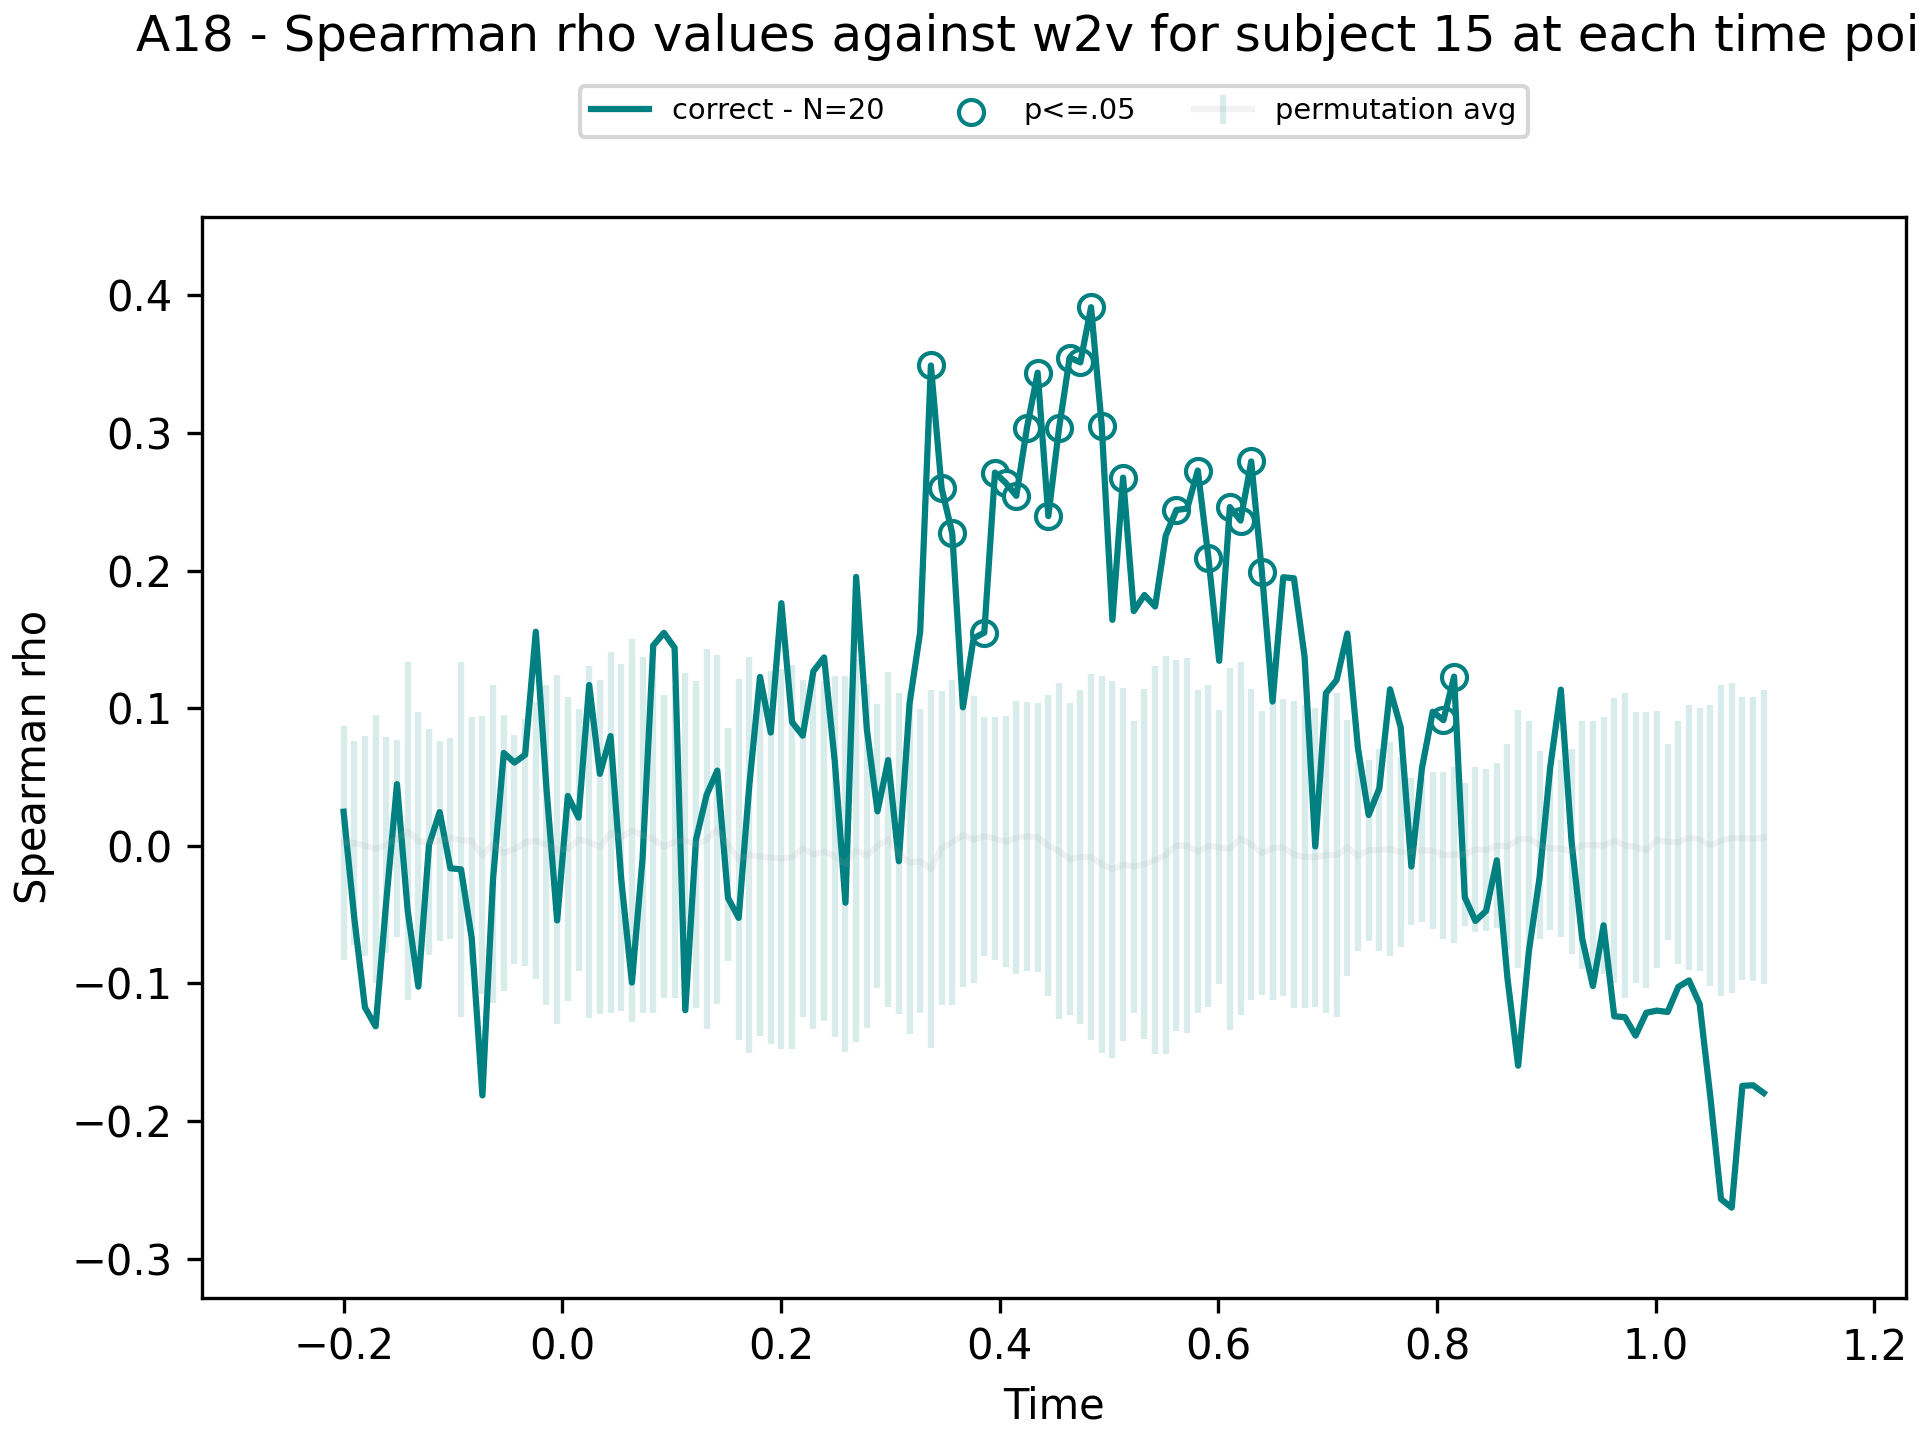 A18 - Spearman rho values against w2v for subject 15 at each time poi
correct - N=20 p<=.05 permutation avg
Spearman rho
0.4
0.3
0.2
0.1
0.0
−0.1
−0.2
−0.3
−0.2 0.0 0.2 0.4 0.6 0.8 1.0 1.2
Time